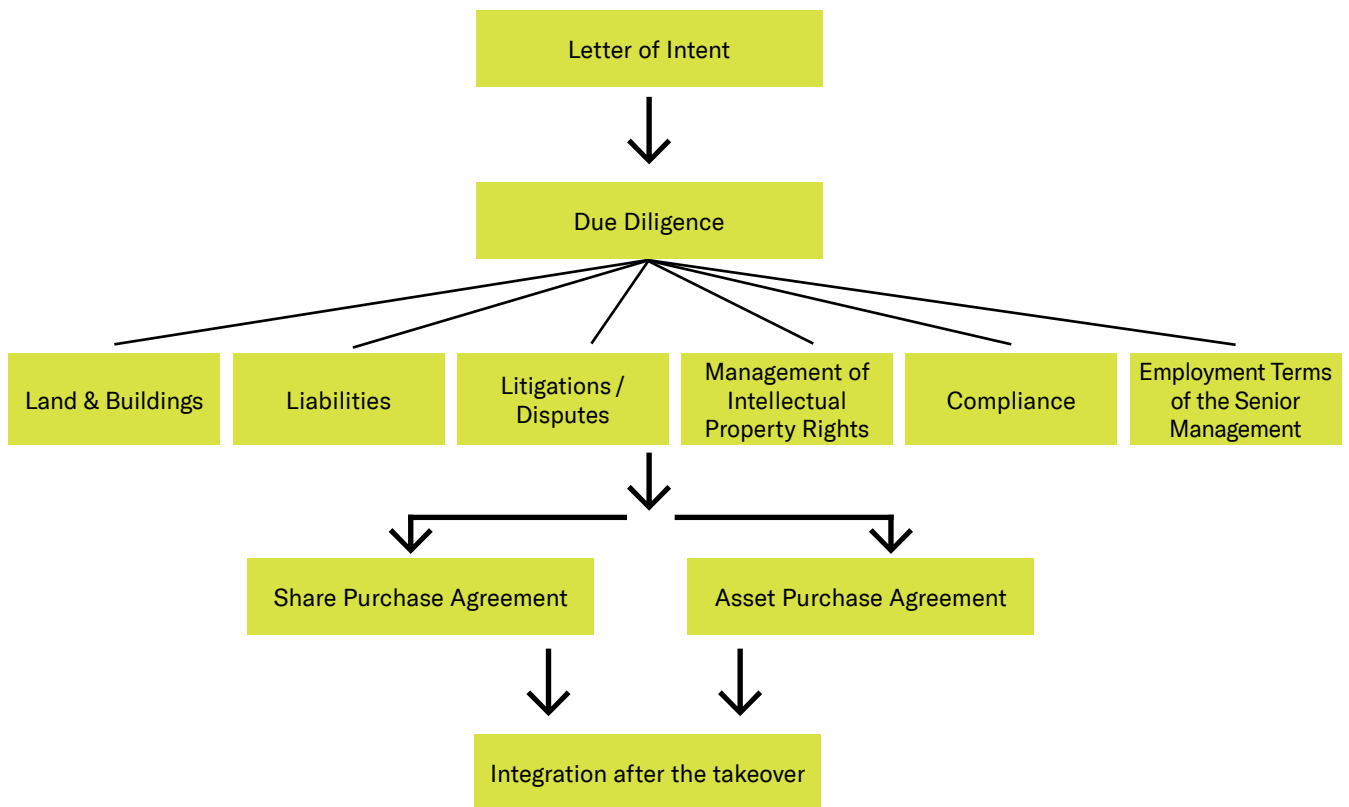 Letter of Intent
Due Diligence
Land & Buildings
Liabilities
Litigations /
Disputes
Management of
Intellectual
Property Rights
Compliance
Employment Terms
of the Senior
Management
Share Purchase Agreement
Asset Purchase Agreement
Integration after the takeover